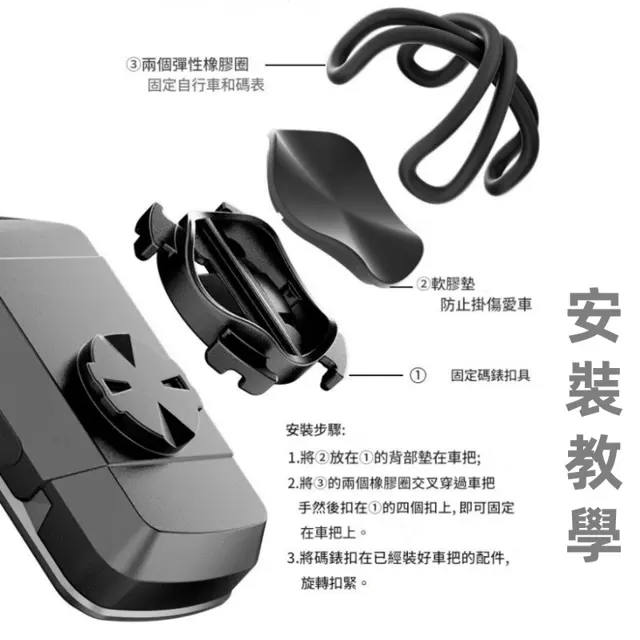 ③兩個彈性橡膠圈
固定自行車和碼表
②軟膠墊
防止掛傷愛車
① 固定碼錶扣具
安裝教學
安裝步驟:
1.將②放在①的背部墊在車把;
2.將③的兩個橡膠圈交叉穿過車把
手然後扣在①的四個扣上, 即可固定
在車把上。
3.將碼錶扣在已經裝好車把的配件,
旋轉扣緊。